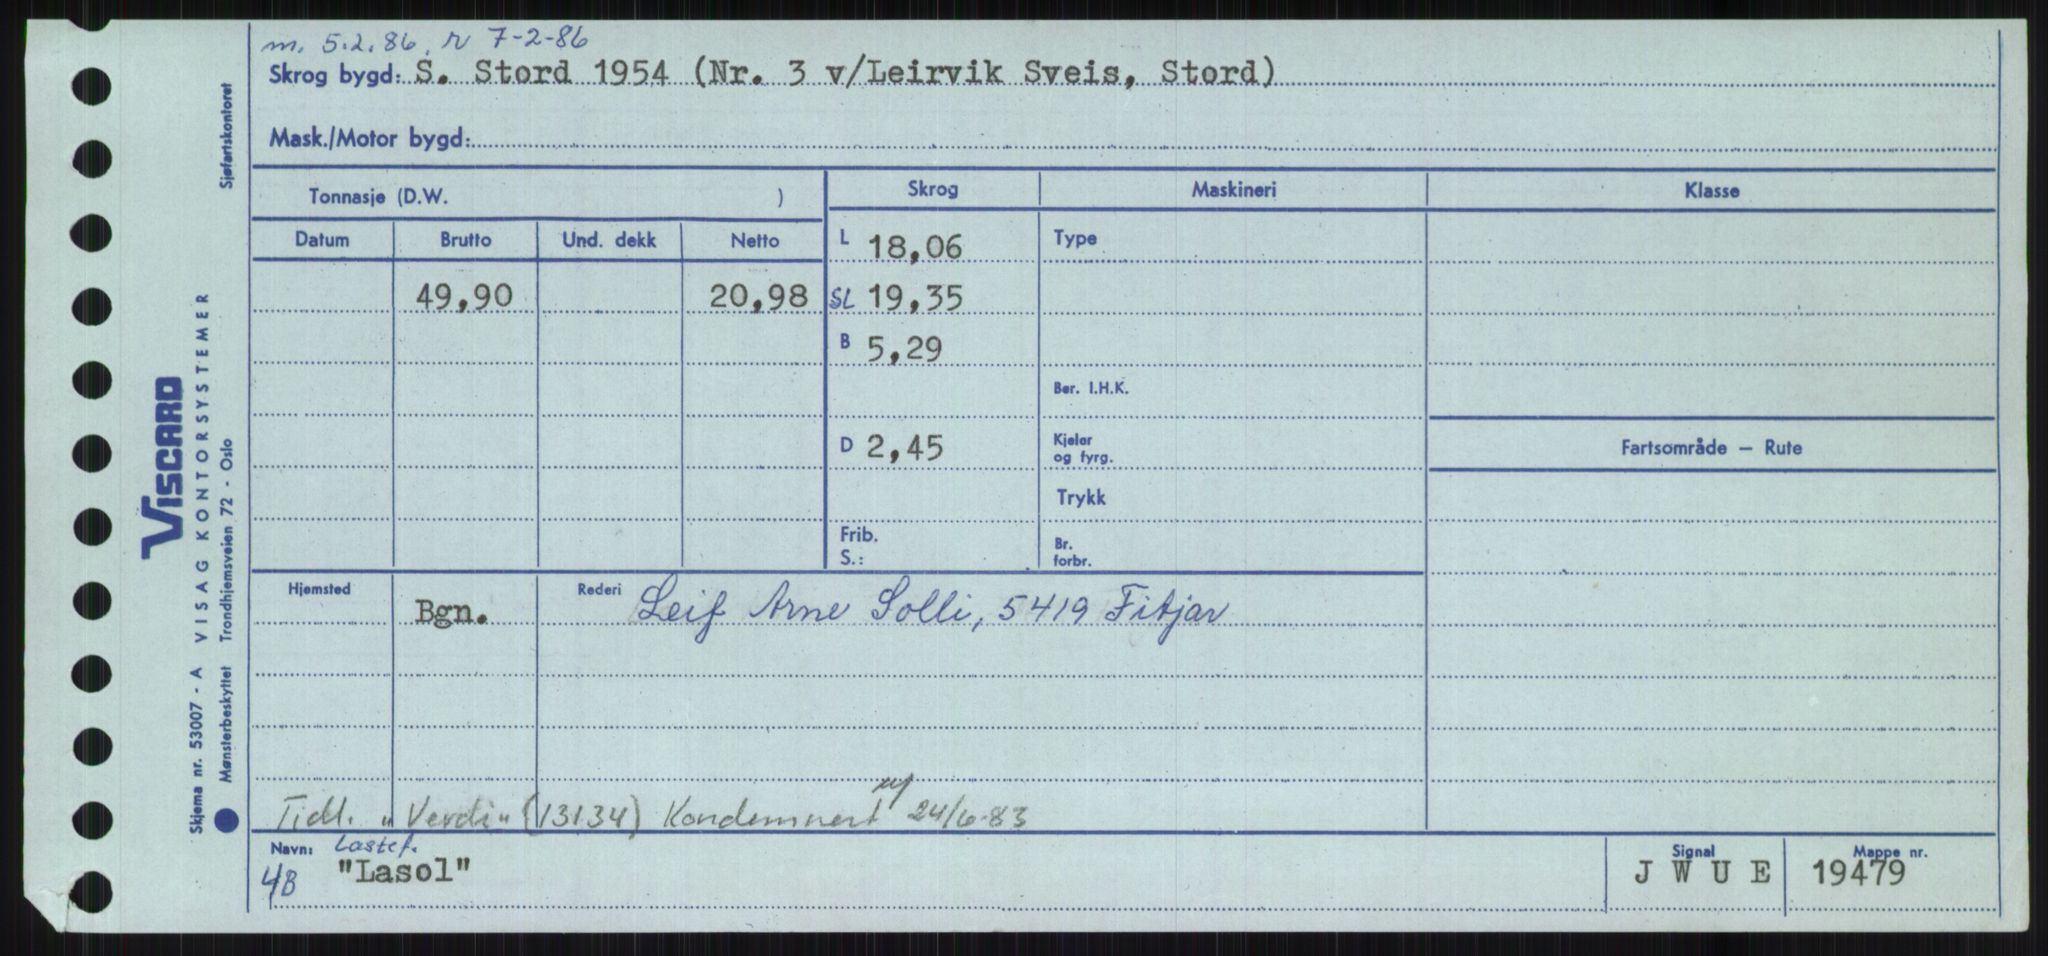 m. 5.2.86, r 7-2-86
Skrog bygd: S. Stord 1954 (Nr. 3 v/Leirvik Sveis, Stord)
Mask./Motor bygd:
Tonnasje (D.W. )
Skrog Maskineri Klasse
Datum Brutto Und. dekk Netto
L 18,06 Type
49,90 20,98 SL 19,35
B 5,29
Ber. I.H.K.
D 2,45 Kjeler og fyrg.
Fartsområde — Rute
Trykk
Frib. S.: Br. forbr.
Hjemsted Bgn. Rederi Leif Arne Solli, 5419 Fitjar
Tidl. "Verdi" (13134) Kondemnert 24/6-83
Navn: Lastef.
4B "Lasol"
Signal J W U E
Mappe nr. 19479
Sjøfartskontoret
VISCARD
Skjema nr. 53007 - A VISAG KONTORSYSTEMER
Mønsterbeskyttet Trondhjemsveien 72 - Oslo